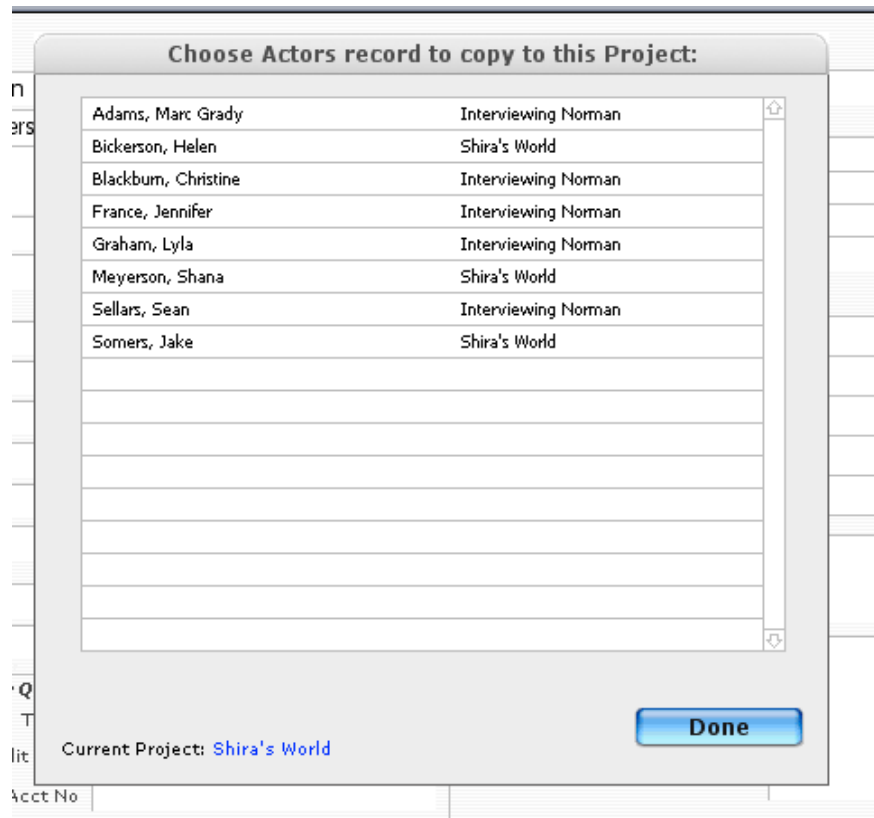 Choose Actors record to copy to this Project:
n
ers
Adams, Marc Grady Interviewing Norman
Bickerson, Helen Shira's World
Blackburn, Christine Interviewing Norman
France, Jennifer Interviewing Norman
Graham, Lyla Interviewing Norman
Meyerson, Shana Shira's World
Sellars, Sean Interviewing Norman
Somers, Jake Shira's World
Q
T
Done
Current Project: Shira's World
lit
Acct No